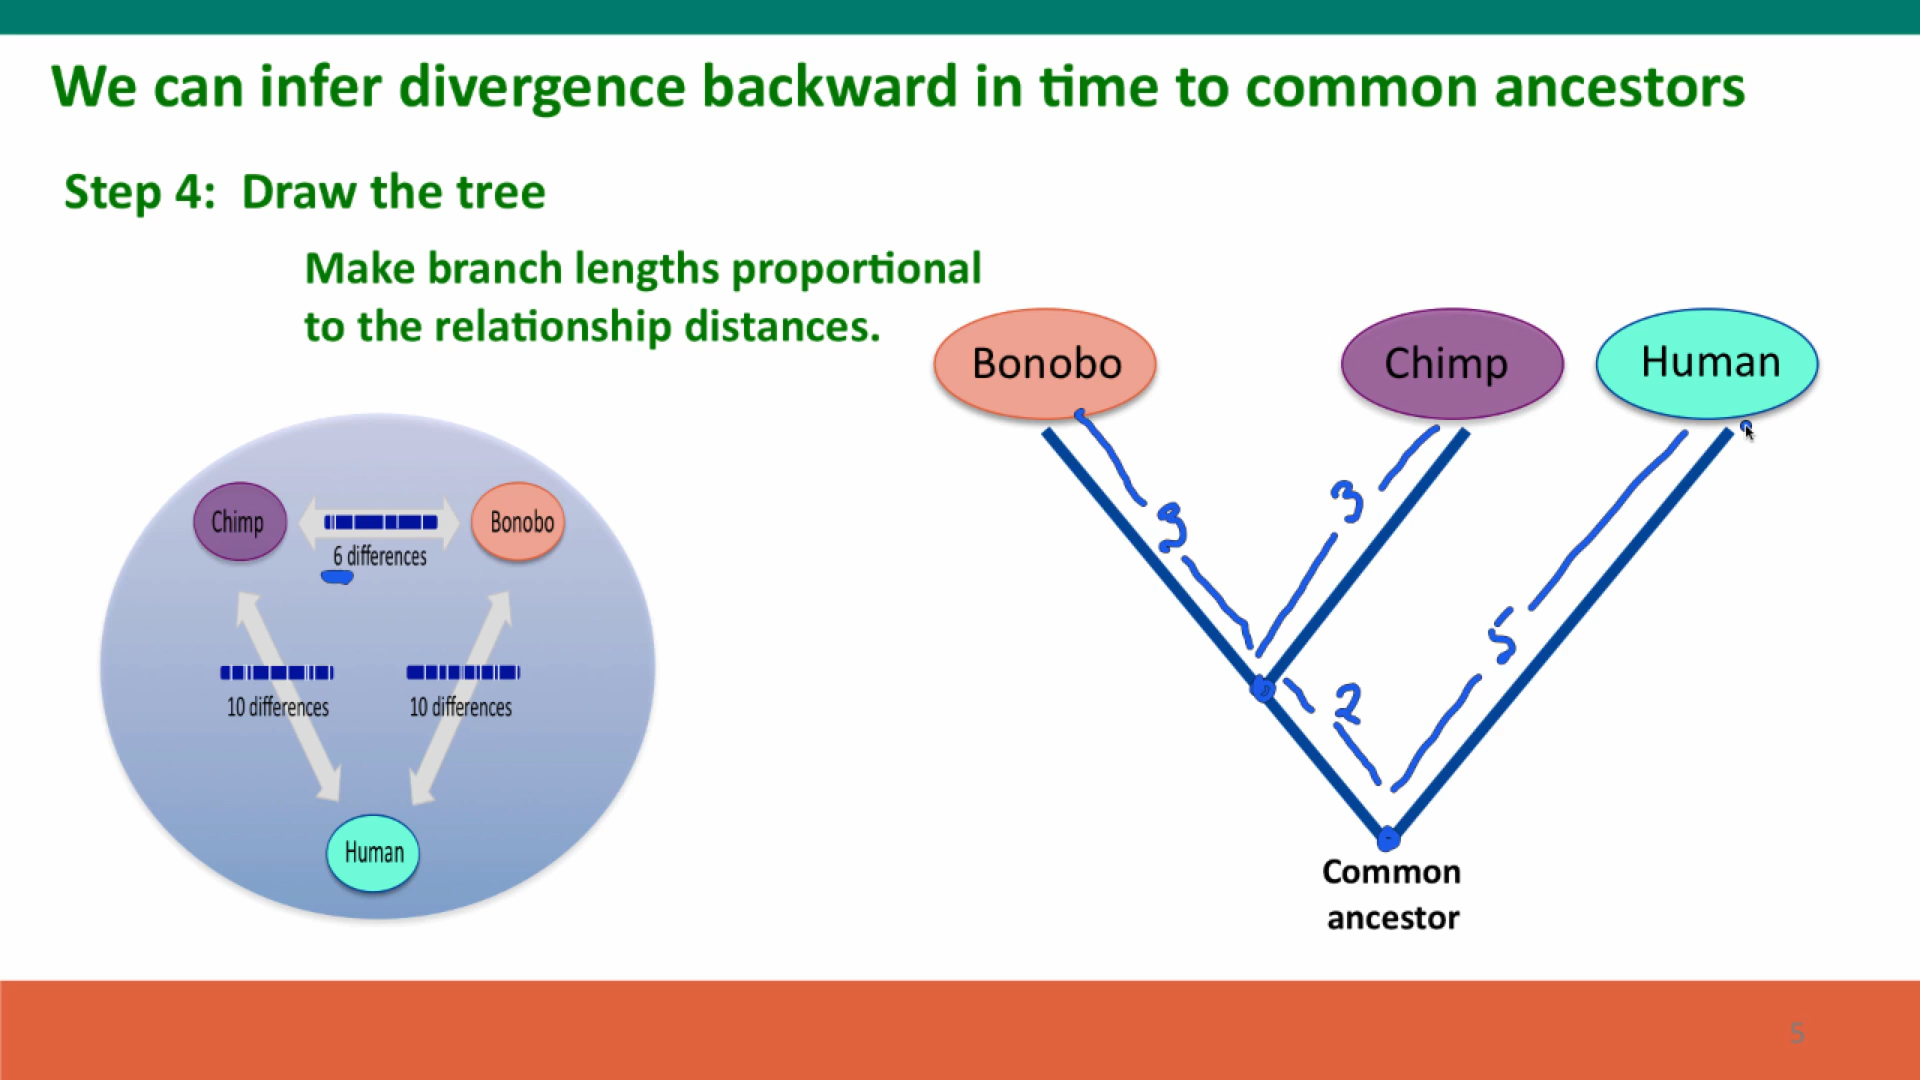 We can infer divergence backward in time to common ancestors
Step 4: Draw the tree
Make branch lengths proportional
to the relationship distances.
Bonobo
Chimp
Human
Chimp
Bonobo
6 differences
10 differences
10 differences
Human
3
3
5
2
Common
ancestor
5